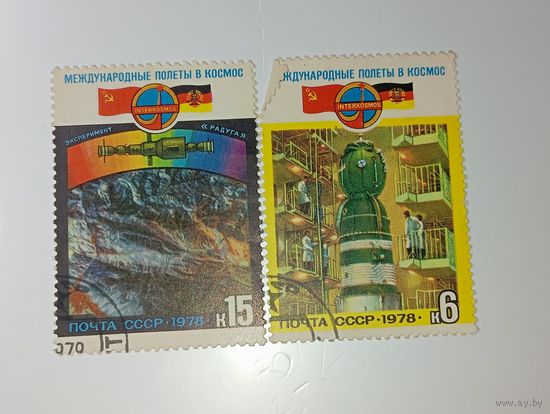 МЕЖДУНАРОДНЫЕ ПОЛЕТЫ В КОСМОС
INTERKOSMOS
ЭКСПЕРИМЕНТ «РАДУГА»
ПОЧТА СССР·1978· К15
070
ЖДУНАРОДНЫЕ ПОЛЕТЫ В КОСМОС
INTERKOSMOS
ПОЧТА СССР·1978· К6
www.ay.by